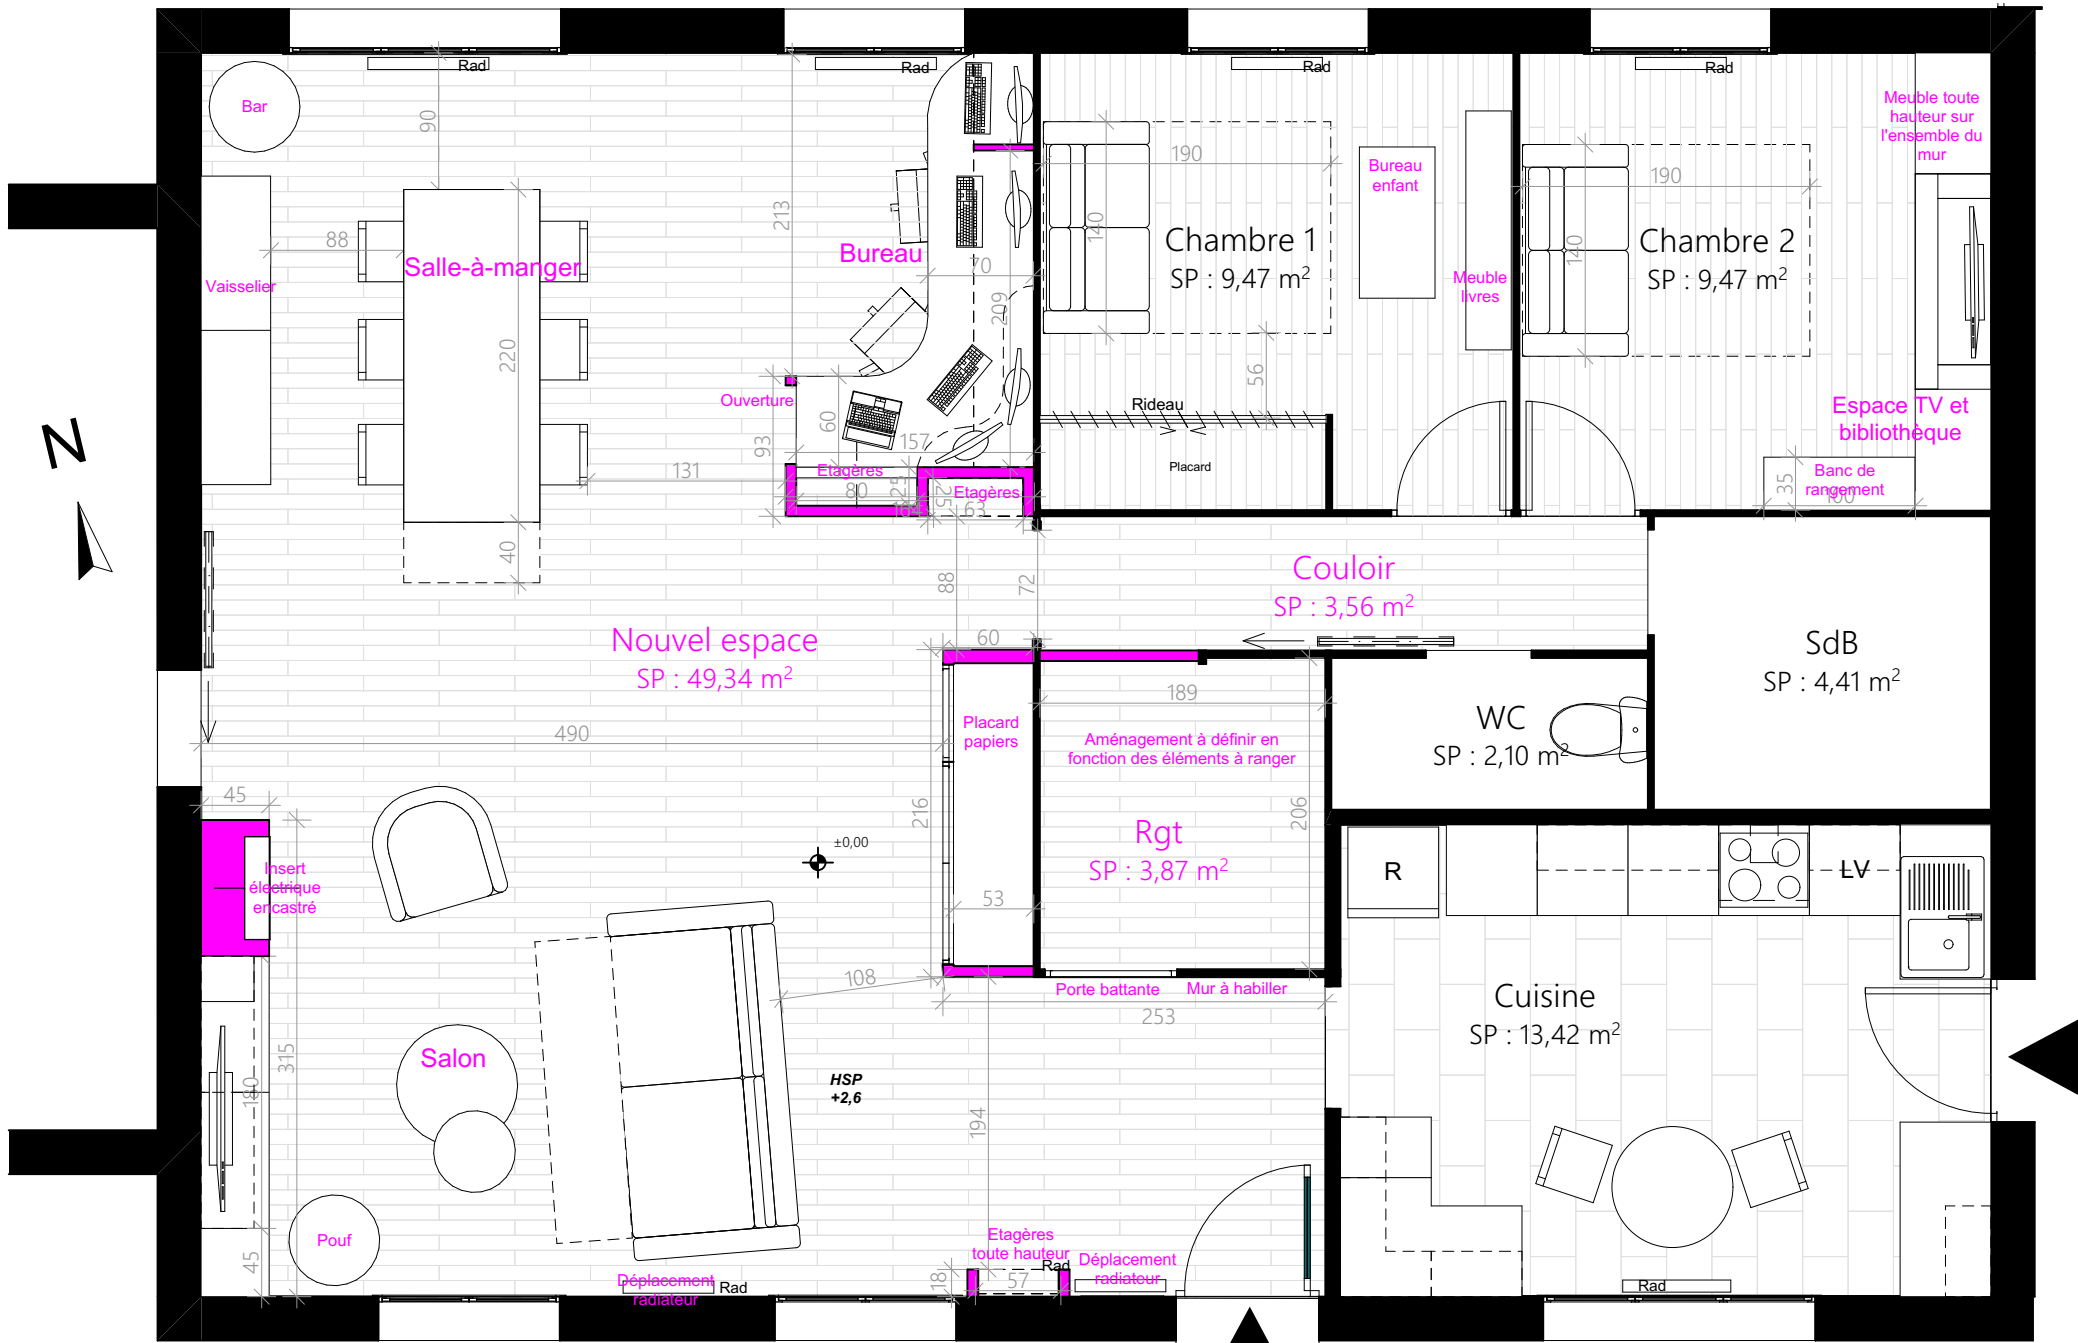 Rad
Rad
Rad
Rad
Bar
90
213
Meuble toute
hauteur sur
l'ensemble du
mur
190
Bureau
enfant
190
140
140
88
Salle-à-manger
Bureau
70
Chambre 1
SP : 9,47 m²
Chambre 2
SP : 9,47 m²
Vaisselier
Meuble
livres
209
220
56
Ouverture
60
93
Rideau
Placard
Espace TV et
bibliothèque
157
131
Etagères
80
25
Etagères
25
164
63
Banc de
rangement
35
100
N
40
88
72
Couloir
SP : 3,56 m²
Nouvel espace
SP : 49,34 m²
60
SdB
SP : 4,41 m²
189
490
Placard
papiers
Aménagement à définir en
fonction des éléments à ranger
WC
SP : 2,10 m²
45
216
206
±0,00
Rgt
SP : 3,87 m²
Insert
électrique
encastré
R
LV
53
108
Porte battante
Mur à habiller
253
Cuisine
SP : 13,42 m²
315
180
Salon
HSP
+2,6
194
Pouf
45
Etagères
toute hauteur
Rad
Déplacement
radiateur
18
57
Déplacement
radiateur
Rad
Rad